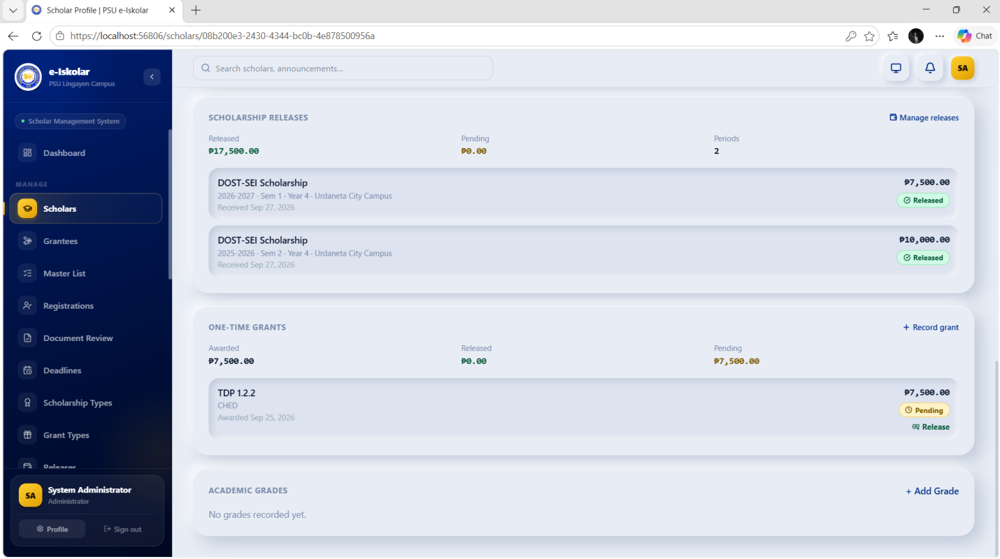 Scholar Profile | PSU e-Iskolar
https://localhost:56806/scholars/08b200e3-2430-4344-bc0b-4e878500956a
Chat
e-Iskolar
PSU Lingayen Campus
Scholar Management System
Dashboard
MANAGE
Scholars
Grantees
Master List
Registrations
Document Review
Deadlines
Scholarship Types
Grant Types
Releases
SA
System Administrator
Administrator
Profile
Sign out
Search scholars, announcements...
SA
SCHOLARSHIP RELEASES
Manage releases
Released
Pending
Periods
₱17,500.00
₱0.00
2
DOST-SEI Scholarship
₱7,500.00
2026-2027 · Sem 1 · Year 4 · Urdaneta City Campus
Released
Received Sep 27, 2026
DOST-SEI Scholarship
₱10,000.00
2025-2026 · Sem 2 · Year 4 · Urdaneta City Campus
Released
Received Sep 27, 2026
ONE-TIME GRANTS
+ Record grant
Awarded
Released
Pending
₱7,500.00
₱0.00
₱7,500.00
TDP 1.2.2
₱7,500.00
CHED
Pending
Awarded Sep 25, 2026
Release
ACADEMIC GRADES
+ Add Grade
No grades recorded yet.